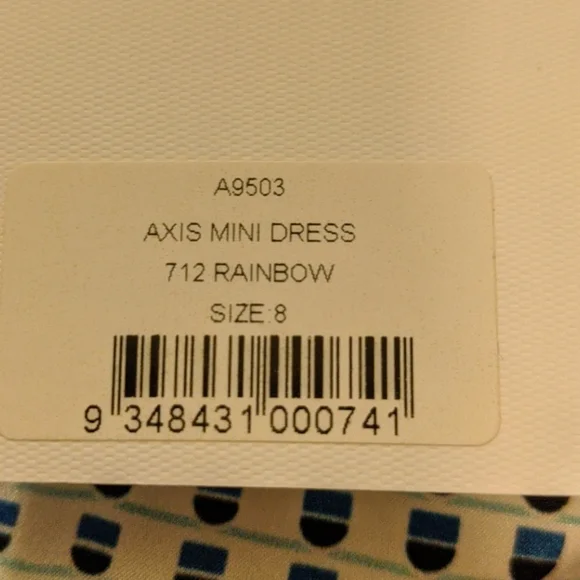 A9503
AXIS MINI DRESS
712 RAINBOW
SIZE:8
9 348431 000741